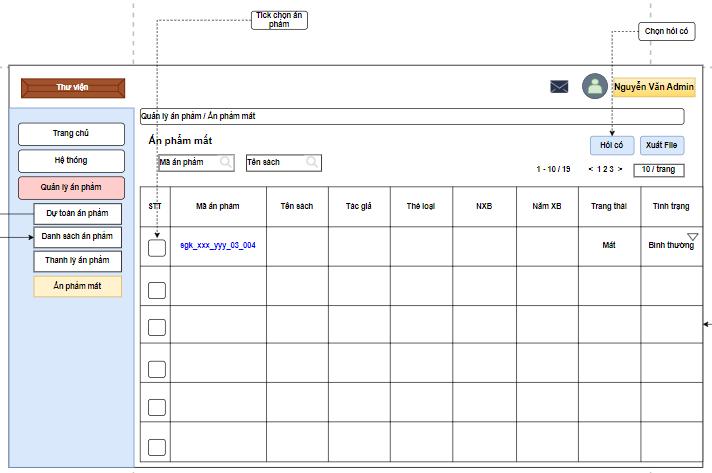 Tick chọn ấn
phẩm
Chọn hỏi có
Thư viện
Nguyễn Văn Admin
Quản lý ấn phẩm / Ấn phẩm mất
Trang chủ
Ấn phẩm mất
Hỏi có
Xuất File
Hệ thống
Mã ấn phẩm
Tên sách
1 - 10 / 19
< 1 2 3 >
10 / trang
Quản lý ấn phẩm
Dự toán ấn phẩm
STT
Mã ấn phẩm
Tên sách
Tác giả
Thể loại
NXB
Năm XB
Trạng thái
Tình trạng
Danh sách ấn phẩm
sgk_xxx_yyy_03_004
Mất
Bình thường
Thanh lý ấn phẩm
Ấn phẩm mất